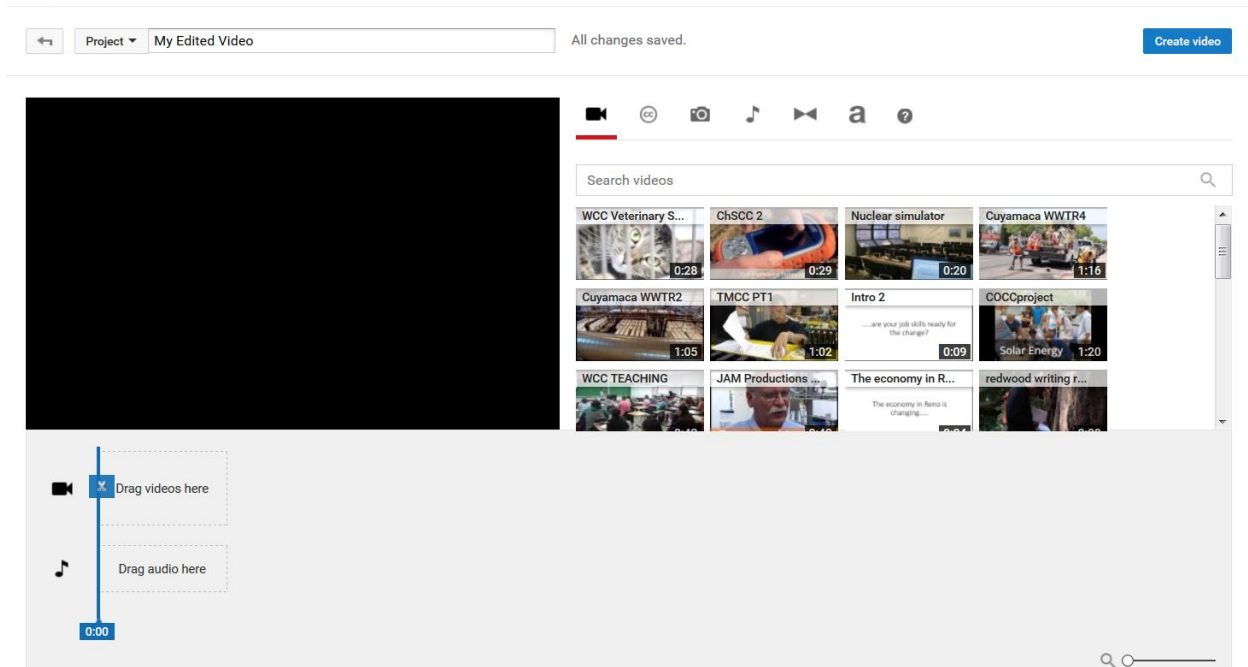 Project My Edited Video All changes saved. Create video
cc a ?
Search videos
WCC Veterinary S... ChSCC 2 Nuclear simulator Cuyamaca WWTR4
0:28 0:29 0:20 1:16
Cuyamaca WWTR2 TMCC PT1 Intro 2 COCCproject
.....are your job skills ready for
the change?
Solar Energy
1:05 1:02 0:09 1:20
WCC TEACHING JAM Productions ... The economy in R... redwood writing r...
The economy in Reno is
changing.....
Drag videos here
Drag audio here
0:00